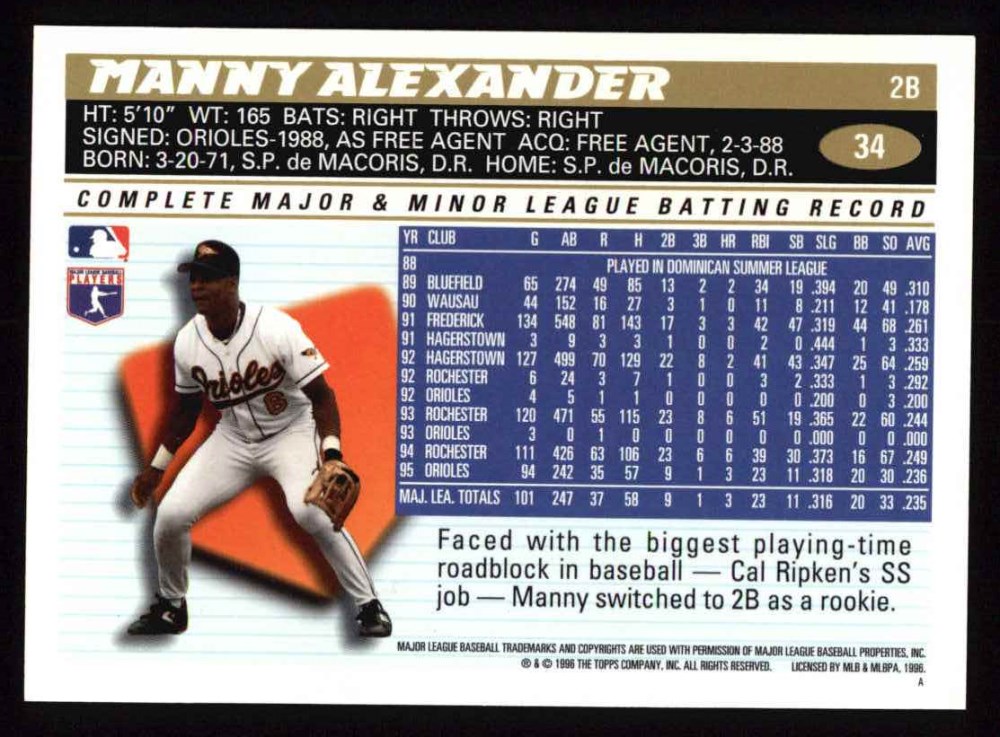 MANNY ALEXANDER 2B
HT: 5'10" WT: 165 BATS: RIGHT THROWS: RIGHT
SIGNED: ORIOLES-1988, AS FREE AGENT ACQ: FREE AGENT, 2-3-88
BORN: 3-20-71, S.P. de MACORIS, D.R. HOME: S.P. de MACORIS, D.R.
34
COMPLETE MAJOR & MINOR LEAGUE BATTING RECORD
MAJOR LEAGUE BASEBALL
PLAYERS
Orioles
6
YR CLUB G AB R H 2B 3B HR RBI SB SLG BB SO AVG
88 PLAYED IN DOMINICAN SUMMER LEAGUE
89 BLUEFIELD 65 274 49 85 13 2 2 34 19 .394 20 49 .310
90 WAUSAU 44 152 16 27 3 1 0 11 8 .211 12 41 .178
91 FREDERICK 134 548 81 143 17 3 3 42 47 .319 44 68 .261
91 HAGERSTOWN 3 9 3 3 1 0 0 2 0 .444 1 3 .333
92 HAGERSTOWN 127 499 70 129 22 8 2 41 43 .347 25 64 .259
92 ROCHESTER 6 24 3 7 1 0 0 3 2 .333 1 3 .292
92 ORIOLES 4 5 1 1 0 0 0 0 0 .200 0 3 .200
93 ROCHESTER 120 471 55 115 23 8 6 51 19 .365 22 60 .244
93 ORIOLES 3 0 1 0 0 0 0 0 0 .000 0 0 .000
94 ROCHESTER 111 426 63 106 23 6 6 39 30 .373 16 67 .249
95 ORIOLES 94 242 35 57 9 1 3 23 11 .318 20 30 .236
MAJ. LEA. TOTALS 101 247 37 58 9 1 3 23 11 .316 20 33 .235
Faced with the biggest playing-time
roadblock in baseball — Cal Ripken's SS
job — Manny switched to 2B as a rookie.
MAJOR LEAGUE BASEBALL TRADEMARKS AND COPYRIGHTS ARE USED WITH PERMISSION OF MAJOR LEAGUE BASEBALL PROPERTIES, INC.
® & © 1996 THE TOPPS COMPANY, INC. ALL RIGHTS RESERVED. LICENSED BY MLB & MLBPA, 1996.
A